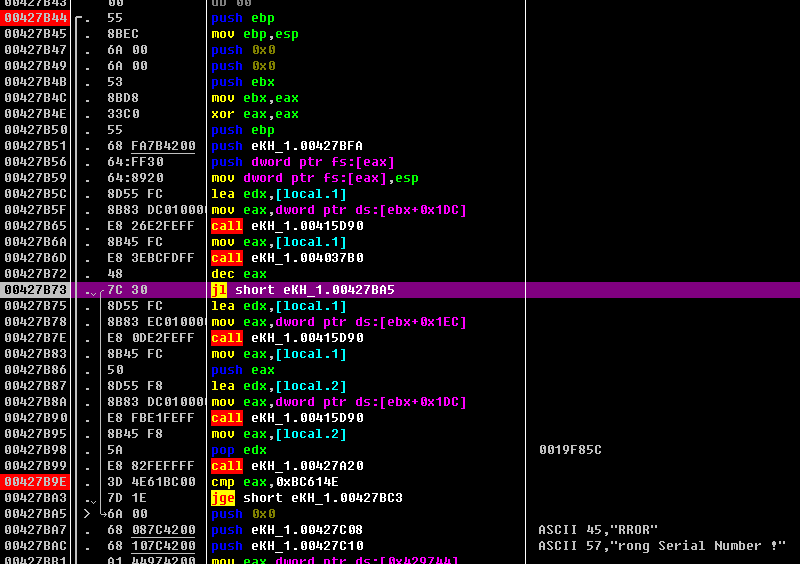 00427B43 00 db 00
00427B44 . 55 push ebp
00427B45 . 8BEC mov ebp,esp
00427B47 . 6A 00 push 0x0
00427B49 . 6A 00 push 0x0
00427B4B . 53 push ebx
00427B4C . 8BD8 mov ebx,eax
00427B4E . 33C0 xor eax,eax
00427B50 . 55 push ebp
00427B51 . 68 FA7B4200 push eKH_1.00427BFA
00427B56 . 64:FF30 push dword ptr fs:[eax]
00427B59 . 64:8920 mov dword ptr fs:[eax],esp
00427B5C . 8D55 FC lea edx,[local.1]
00427B5F . 8B83 DC010000 mov eax,dword ptr ds:[ebx+0x1DC]
00427B65 . E8 26E2FEFF call eKH_1.00415D90
00427B6A . 8B45 FC mov eax,[local.1]
00427B6D . E8 3EBCFDFF call eKH_1.004037B0
00427B72 . 48 dec eax
00427B73 . 7C 30 jl short eKH_1.00427BA5
00427B75 . 8D55 FC lea edx,[local.1]
00427B78 . 8B83 EC010000 mov eax,dword ptr ds:[ebx+0x1EC]
00427B7E . E8 0DE2FEFF call eKH_1.00415D90
00427B83 . 8B45 FC mov eax,[local.1]
00427B86 . 50 push eax
00427B87 . 8D55 F8 lea edx,[local.2]
00427B8A . 8B83 DC010000 mov eax,dword ptr ds:[ebx+0x1DC]
00427B90 . E8 FBE1FEFF call eKH_1.00415D90
00427B95 . 8B45 F8 mov eax,[local.2]
00427B98 . 5A pop edx 0019F85C
00427B99 . E8 82FEFFFF call eKH_1.00427A20
00427B9E . 3D 4E61BC00 cmp eax,0xBC614E
00427BA3 . 7D 1E jge short eKH_1.00427BC3
00427BA5 > 6A 00 push 0x0
00427BA7 . 68 087C4200 push eKH_1.00427C08 ASCII 45,"RROR"
00427BAC . 68 107C4200 push eKH_1.00427C10 ASCII 57,"rong Serial Number !"
00427BB1 . A1 44974200 mov eax,dword ptr ds:[0x429744]